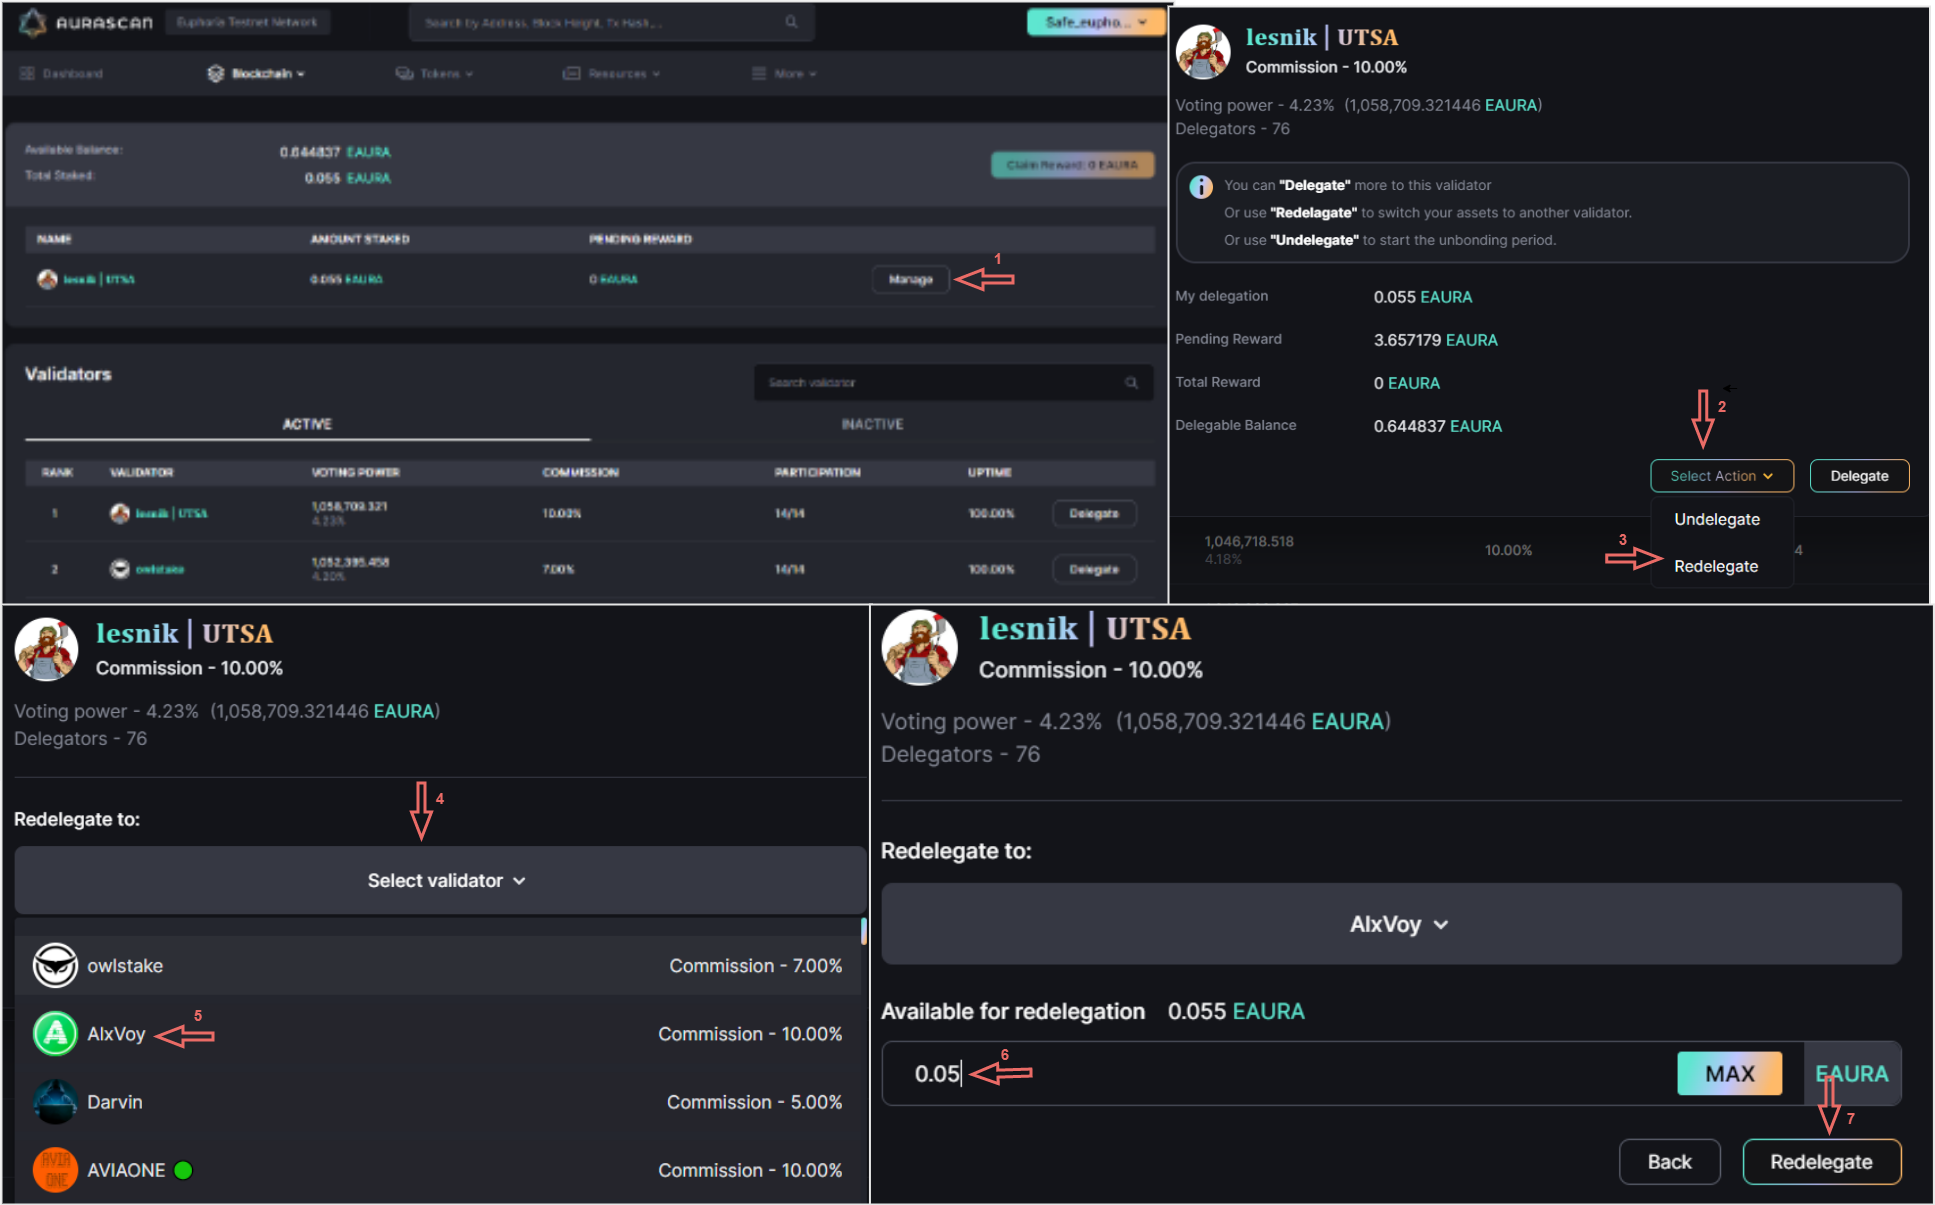 AURASCAN
Euphoria Testnet Network
Search by Address, Block Height, Tx Hash,...
Safe_eupho...
Dashboard
Blockchain
Tokens
Resources
More
Available Balance:
0.644837 EAURA
Total Staked:
0.055 EAURA
Claim Reward: 0 EAURA
NAME AMOUNT STAKED PENDING REWARD
lesnik | UTSA 0.055 EAURA 0 EAURA Manage
1
Validators
Search validator
ACTIVE INACTIVE
RANK VALIDATOR VOTING POWER COMMISSION PARTICIPATION UPTIME
1 lesnik | UTSA 1,058,709.321 10.00% 14/14 100.00% Delegate
4.23%
2 owlstake 1,052,395.458 7.00% 14/14 100.00% Delegate
4.20%
lesnik | UTSA
Commission - 10.00%
Voting power - 4.23% (1,058,709.321446 EAURA)
Delegators - 76
You can "Delegate" more to this validator
Or use "Redelagate" to switch your assets to another validator.
Or use "Undelegate" to start the unbonding period.
My delegation 0.055 EAURA
Pending Reward 3.657179 EAURA
Total Reward 0 EAURA
Delegable Balance 0.644837 EAURA
2
Select Action Delegate
Undelegate
1,046,718.518
4.18%
10.00%
4
3
Redelegate
lesnik | UTSA
Commission - 10.00%
Voting power - 4.23% (1,058,709.321446 EAURA)
Delegators - 76
4
Redelegate to:
Select validator
owlstake Commission - 7.00%
5
AlxVoy Commission - 10.00%
Darvin Commission - 5.00%
AVIA
ONE
AVIAONE Commission - 10.00%
lesnik | UTSA
Commission - 10.00%
Voting power - 4.23% (1,058,709.321446 EAURA)
Delegators - 76
Redelegate to:
AlxVoy
Available for redelegation 0.055 EAURA
6
0.05 MAX EAURA
7
Back Redelegate